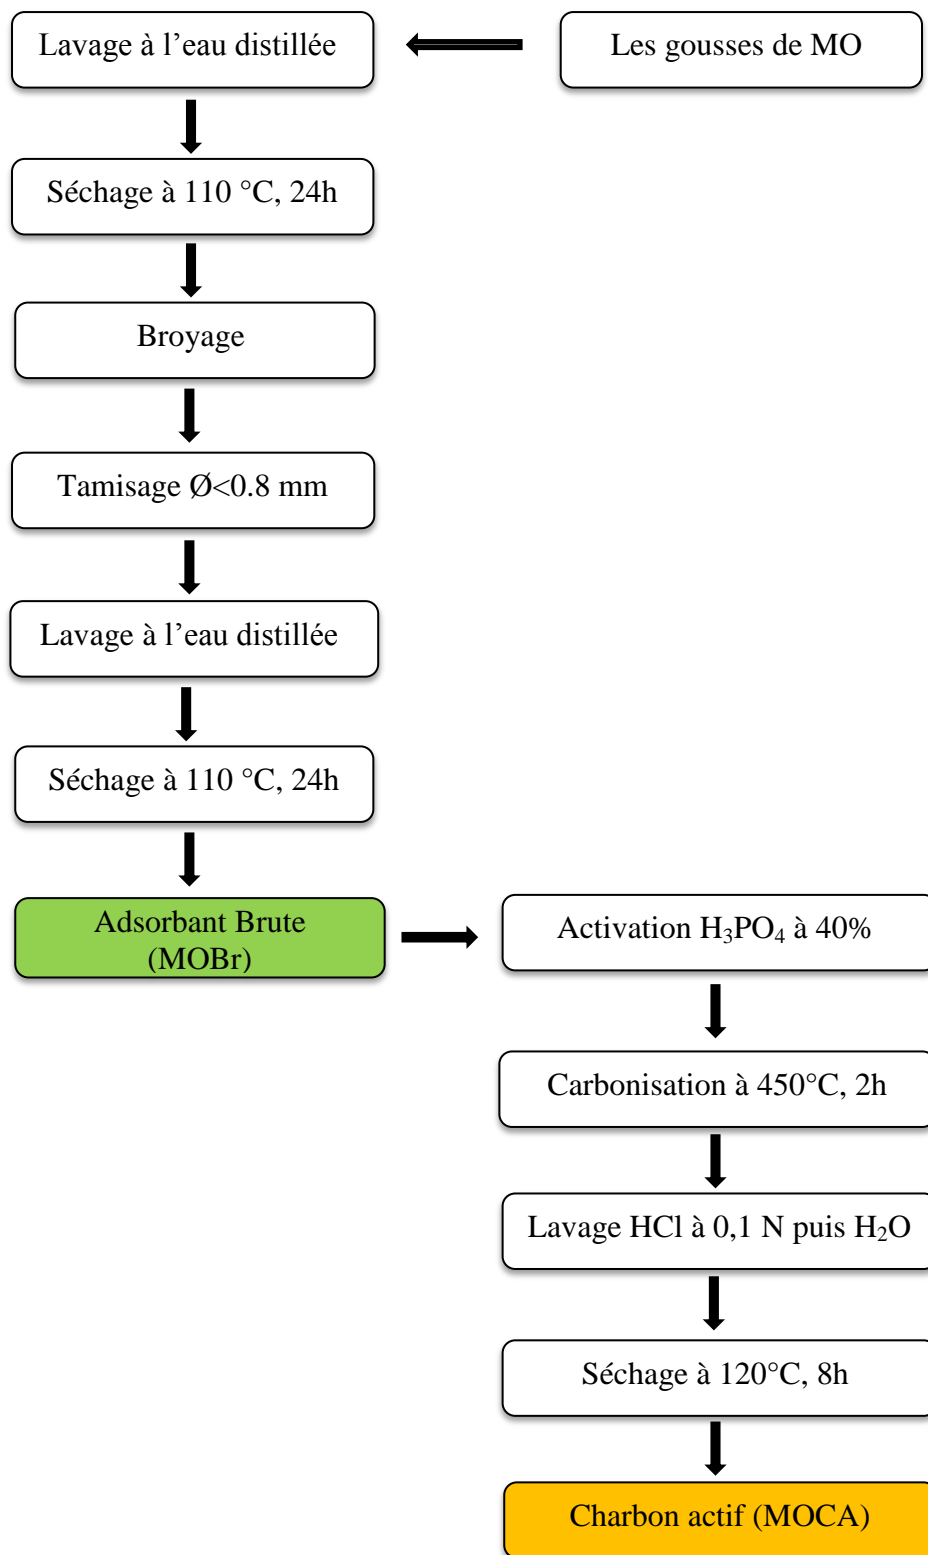 Les gousses de MO
Lavage à l’eau distillée
Séchage à 110 °C, 24h
Broyage
Tamisage Ø<0.8 mm
Lavage à l’eau distillée
Séchage à 110 °C, 24h
Adsorbant Brute
(MOBr)
Activation H₃PO₄ à 40%
Carbonisation à 450°C, 2h
Lavage HCl à 0,1 N puis H₂O
Séchage à 120°C, 8h
Charbon actif (MOCA)